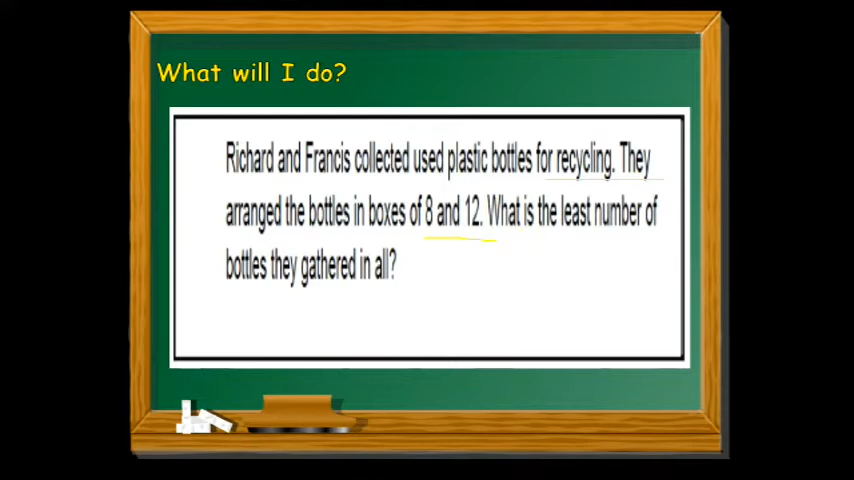 What will I do?
Richard and Francis collected used plastic bottles for recycling. They
arranged the bottles in boxes of 8 and 12. What is the least number of
bottles they gathered in all?